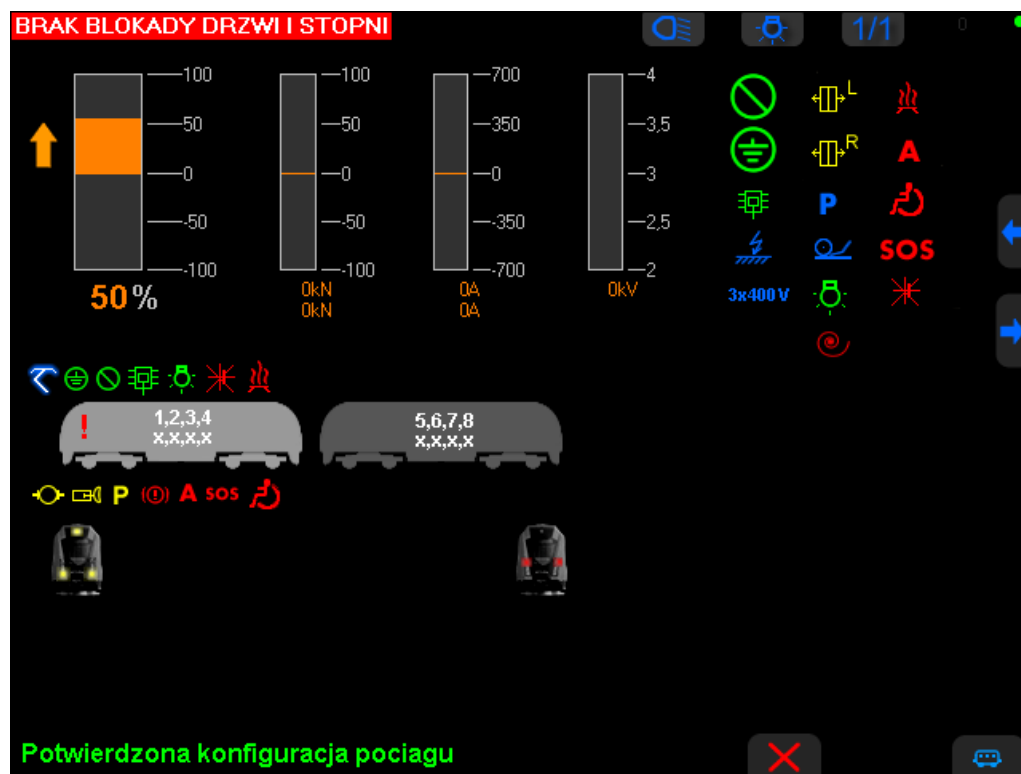 BRAK BLOKADY DRZWI I STOPNI
1/1
0
100
50
0
-50
-100
50%
100
50
0
-50
-100
0kN
0kN
700
350
0
-350
-700
0A
0A
4
3,5
3
2,5
2
0kV
L
R
A
P
SOS
3x400V
!
1,2,3,4
x,x,x,x
5,6,7,8
x,x,x,x
P
(!)
A
SOS
Potwierdzona konfiguracja pociagu